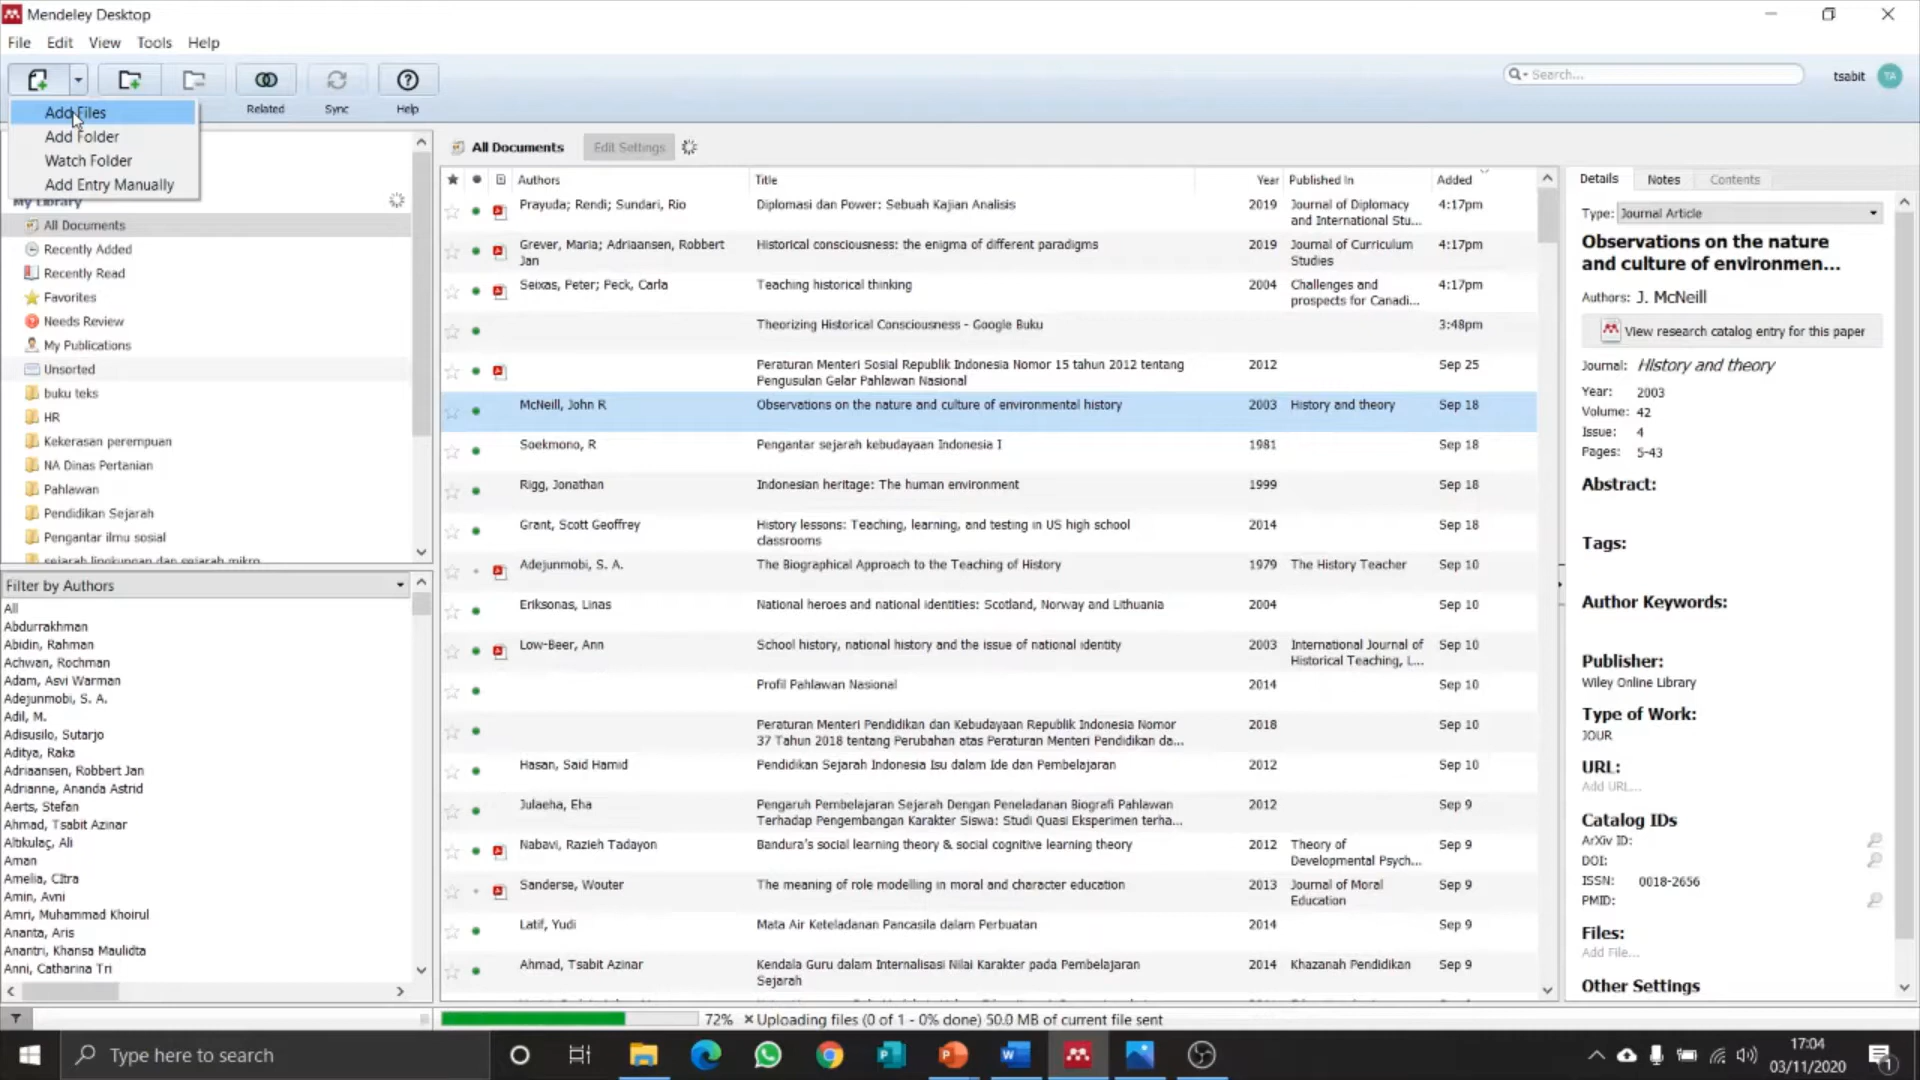 Mendeley Desktop
File Edit View Tools Help
Related Sync Help
Search...
tsabit TA
Add Files
Add Folder
Watch Folder
Add Entry Manually
My Library
All Documents
Recently Added
Recently Read
Favorites
Needs Review
My Publications
Unsorted
buku teks
HR
Kekerasan perempuan
NA Dinas Pertanian
Pahlawan
Pendidikan Sejarah
Pengantar ilmu sosial
sejarah lingkungan dan sejarah mikro
Filter by Authors
All
Abdurrakhman
Abidin, Rahman
Achwan, Rochman
Adam, Asvi Warman
Adejunmobi, S. A.
Adil, M.
Adisusilo, Sutarjo
Aditya, Raka
Adriaansen, Robbert Jan
Adrianne, Ananda Astrid
Aerts, Stefan
Ahmad, Tsabit Azinar
Altıkulaç, Ali
Aman
Amelia, CItra
Amin, Avni
Amri, Muhammad Khoirul
Ananta, Aris
Anantri, Khansa Maulidta
Anni, Catharina Tri
All Documents Edit Settings
Authors Title Year Published In Added
Prayuda; Rendi; Sundari, Rio Diplomasi dan Power: Sebuah Kajian Analisis 2019 Journal of Diplomacy 4:17pm
and International Stu...
Grever, Maria; Adriaansen, Robbert Historical consciousness: the enigma of different paradigms 2019 Journal of Curriculum 4:17pm
Jan Studies
Seixas, Peter; Peck, Carla Teaching historical thinking 2004 Challenges and 4:17pm
prospects for Canadi...
Theorizing Historical Consciousness - Google Buku 3:48pm
Peraturan Menteri Sosial Republik Indonesia Nomor 15 tahun 2012 tentang 2012 Sep 25
Pengusulan Gelar Pahlawan Nasional
McNeill, John R Observations on the nature and culture of environmental history 2003 History and theory Sep 18
Soekmono, R Pengantar sejarah kebudayaan Indonesia I 1981 Sep 18
Rigg, Jonathan Indonesian heritage: The human environment 1999 Sep 18
Grant, Scott Geoffrey History lessons: Teaching, learning, and testing in US high school 2014 Sep 18
classrooms
Adejunmobi, S. A. The Biographical Approach to the Teaching of History 1979 The History Teacher Sep 10
Eriksonas, Linas National heroes and national identities: Scotland, Norway and Lithuania 2004 Sep 10
Low-Beer, Ann School history, national history and the issue of national identity 2003 International Journal of Sep 10
Historical Teaching, L...
Profil Pahlawan Nasional 2014 Sep 10
Peraturan Menteri Pendidikan dan Kebudayaan Republik Indonesia Nomor 2018 Sep 10
37 Tahun 2018 tentang Perubahan atas Peraturan Menteri Pendidikan da...
Hasan, Said Hamid Pendidikan Sejarah Indonesia Isu dalam Ide dan Pembelajaran 2012 Sep 10
Julaeha, Eha Pengaruh Pembelajaran Sejarah Dengan Peneladanan Biografi Pahlawan 2012 Sep 9
Terhadap Pengembangan Karakter Siswa: Studi Quasi Eksperimen terha...
Nabavi, Razieh Tadayon Bandura's social learning theory & social cognitive learning theory 2012 Theory of Sep 9
Developmental Psych...
Sanderse, Wouter The meaning of role modelling in moral and character education 2013 Journal of Moral Sep 9
Education
Latif, Yudi Mata Air Keteladanan Pancasila dalam Perbuatan 2014 Sep 9
Ahmad, Tsabit Azinar Kendala Guru dalam Internalisasi Nilai Karakter pada Pembelajaran 2014 Khazanah Pendidikan Sep 9
Sejarah
Details Notes Contents
Type: Journal Article
Observations on the nature
and culture of environmen...
Authors: J. McNeill
View research catalog entry for this paper
Journal: History and theory
Year: 2003
Volume: 42
Issue: 4
Pages: 5-43
Abstract:
Tags:
Author Keywords:
Publisher:
Wiley Online Library
Type of Work:
JOUR
URL:
Add URL...
Catalog IDs
ArXiv ID:
DOI:
ISSN: 0018-2656
PMID:
Files:
Add File...
Other Settings
72% Uploading files (0 of 1 - 0% done) 50.0 MB of current file sent
Type here to search
17:04
03/11/2020
1